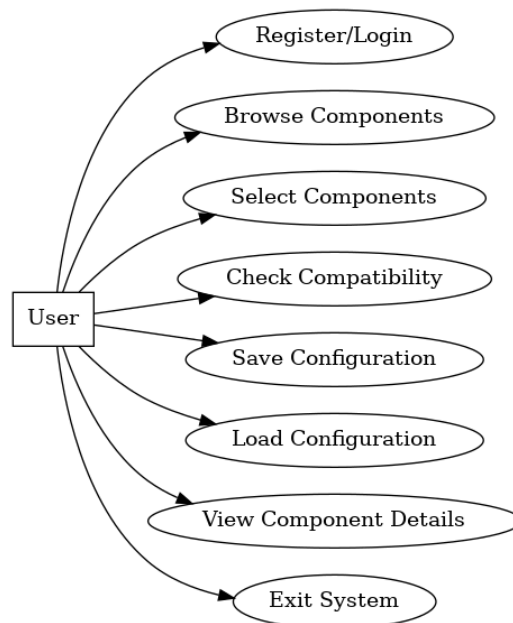 Register/Login
Browse Components
Select Components
Check Compatibility
User
Save Configuration
Load Configuration
View Component Details
Exit System